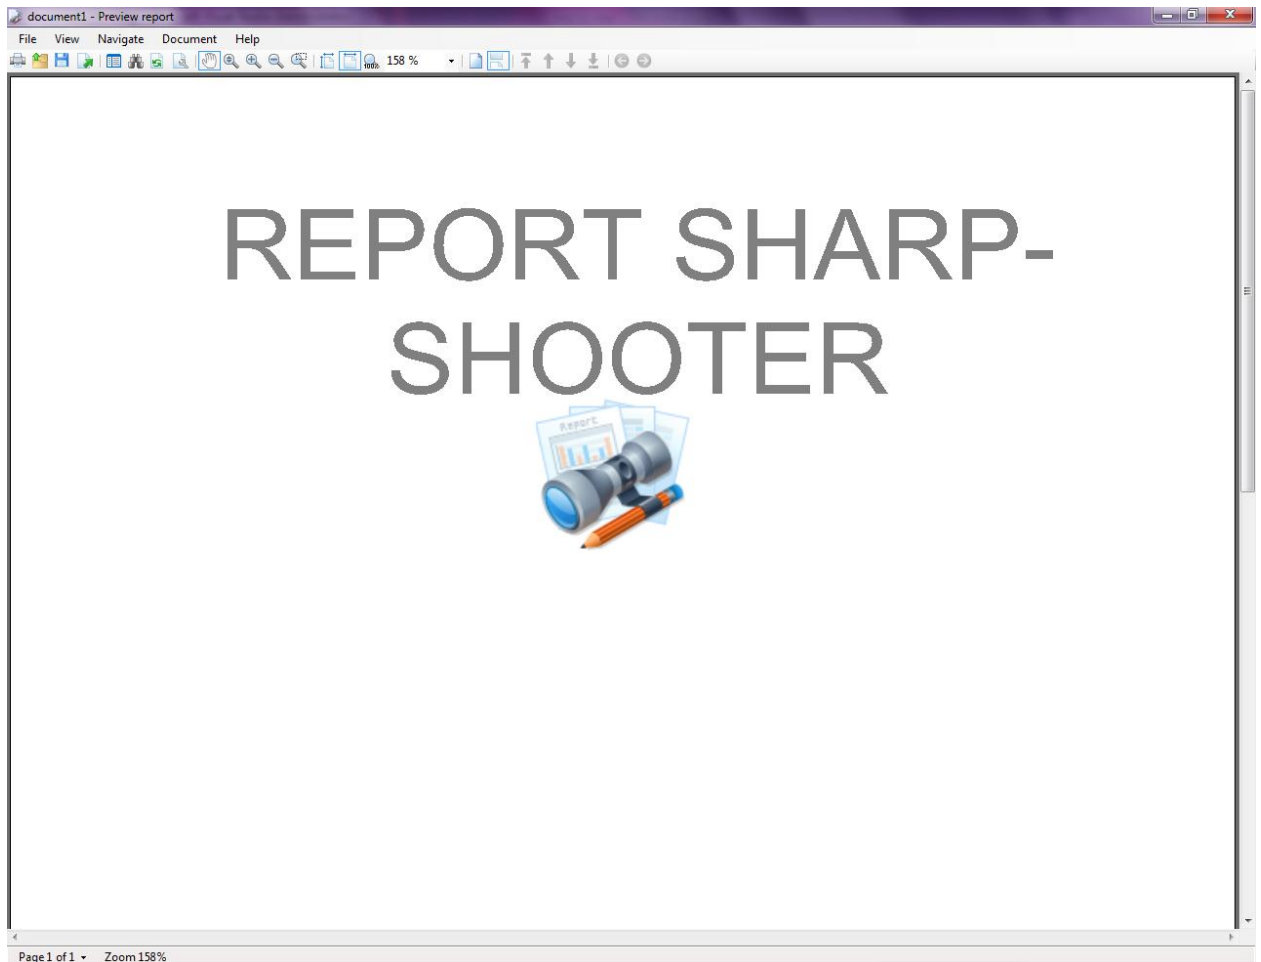 document1 - Preview report
File View Navigate Document Help
100% 158 %
REPORT SHARP-
SHOOTER
Report
Page 1 of 1 Zoom 158%